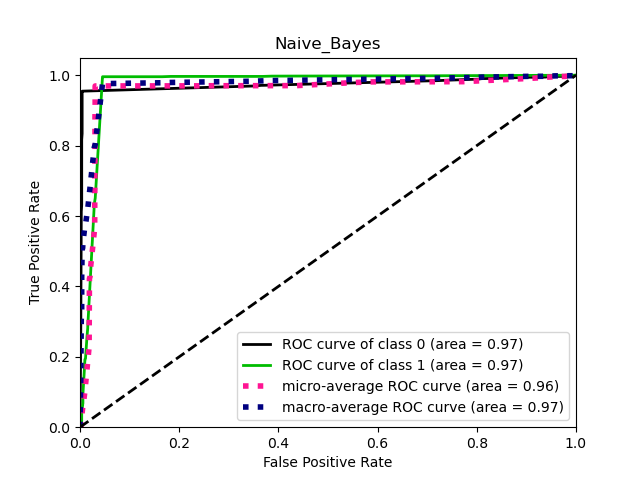 Naive_Bayes
1.0
0.8
0.6
0.4
0.2
0.0
True Positive Rate
ROC curve of class 0 (area = 0.97)
ROC curve of class 1 (area = 0.97)
micro-average ROC curve (area = 0.96)
macro-average ROC curve (area = 0.97)
0.0 0.2 0.4 0.6 0.8 1.0
False Positive Rate